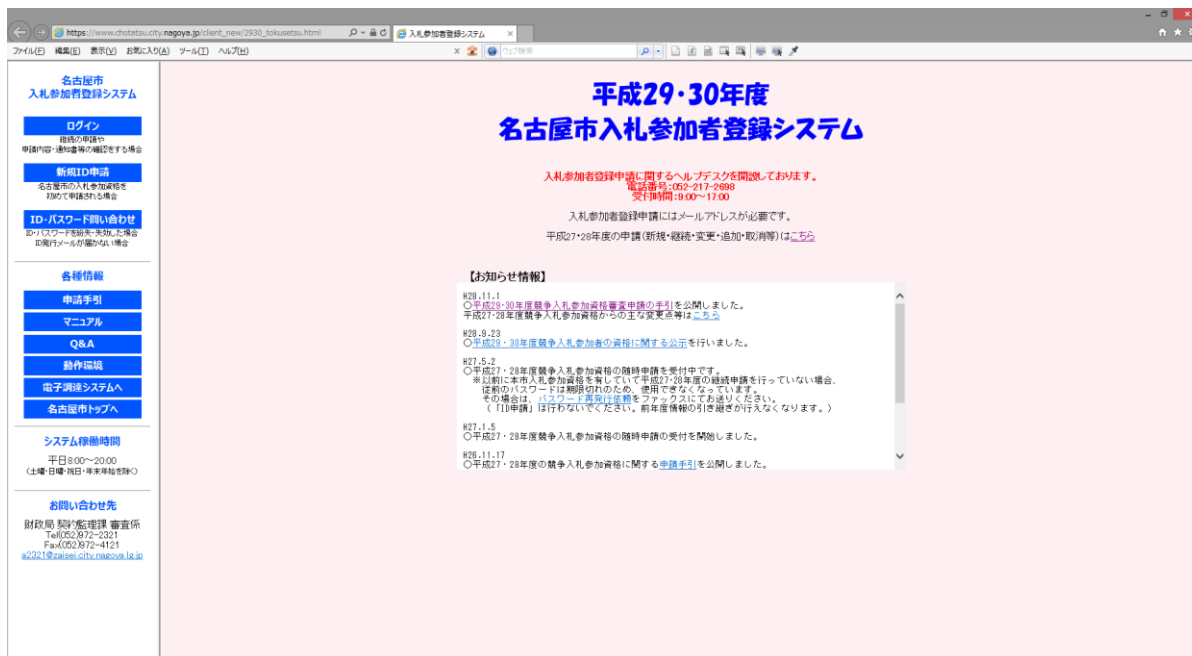 https://www.chotatsu.city.nagoya.jp/client_new/2930_tokusetsu.html
入札参加者登録システム
ファイル(F) 編集(E) 表示(V) お気に入り(A) ツール(T) ヘルプ(H)
ウェブ検索
名古屋市
入札参加者登録システム
ログイン
継続の申請や
申請内容・通知書等の確認をする場合
新規ID申請
名古屋市の入札参加資格を
初めて申請される場合
ID・パスワード問い合わせ
ID・パスワードを紛失・失効した場合
ID発行メールが届かない場合
各種情報
申請手引
マニュアル
Q&A
動作環境
電子調達システムへ
名古屋市トップへ
システム稼働時間
平日8:00~20:00
(土曜・日曜・祝日・年末年始を除く)
お問い合わせ先
財政局 契約監理課 審査係
Tel(052)972-2321
Fax(052)972-4121
a2321@zaisei.city.nagoya.lg.jp
平成29・30年度
名古屋市入札参加者登録システム
入札参加者登録申請に関するヘルプデスクを開設しております。
電話番号:052-217-2698
受付時間:9:00~17:00
入札参加者登録申請にはメールアドレスが必要です。
平成27・28年度の申請(新規・継続・変更・追加・取消等)はこちら
【お知らせ情報】
H28.11.1
○平成29・30年度競争入札参加資格審査申請の手引を公開しました。
平成27・28年度競争入札参加資格からの主な変更点等はこちら
H28.9.23
○平成29・30年度競争入札参加者の資格に関する公示を行いました。
H27.5.2
○平成27・28年度競争入札参加資格の随時申請を受付中です。
※以前に本市入札参加資格を有していて平成27・28年度の継続申請を行っていない場合、
従前のパスワードは期限切れのため、使用できなくなっています。
その場合は、パスワード再発行依頼をファックスにてお送りください。
(「ID申請」は行わないでください。前年度情報の引き継ぎが行えなくなります。)
H27.1.5
○平成27・28年度競争入札参加資格の随時申請の受付を開始しました。
H26.11.17
○平成27・28年度の競争入札参加資格に関する申請手引を公開しました。